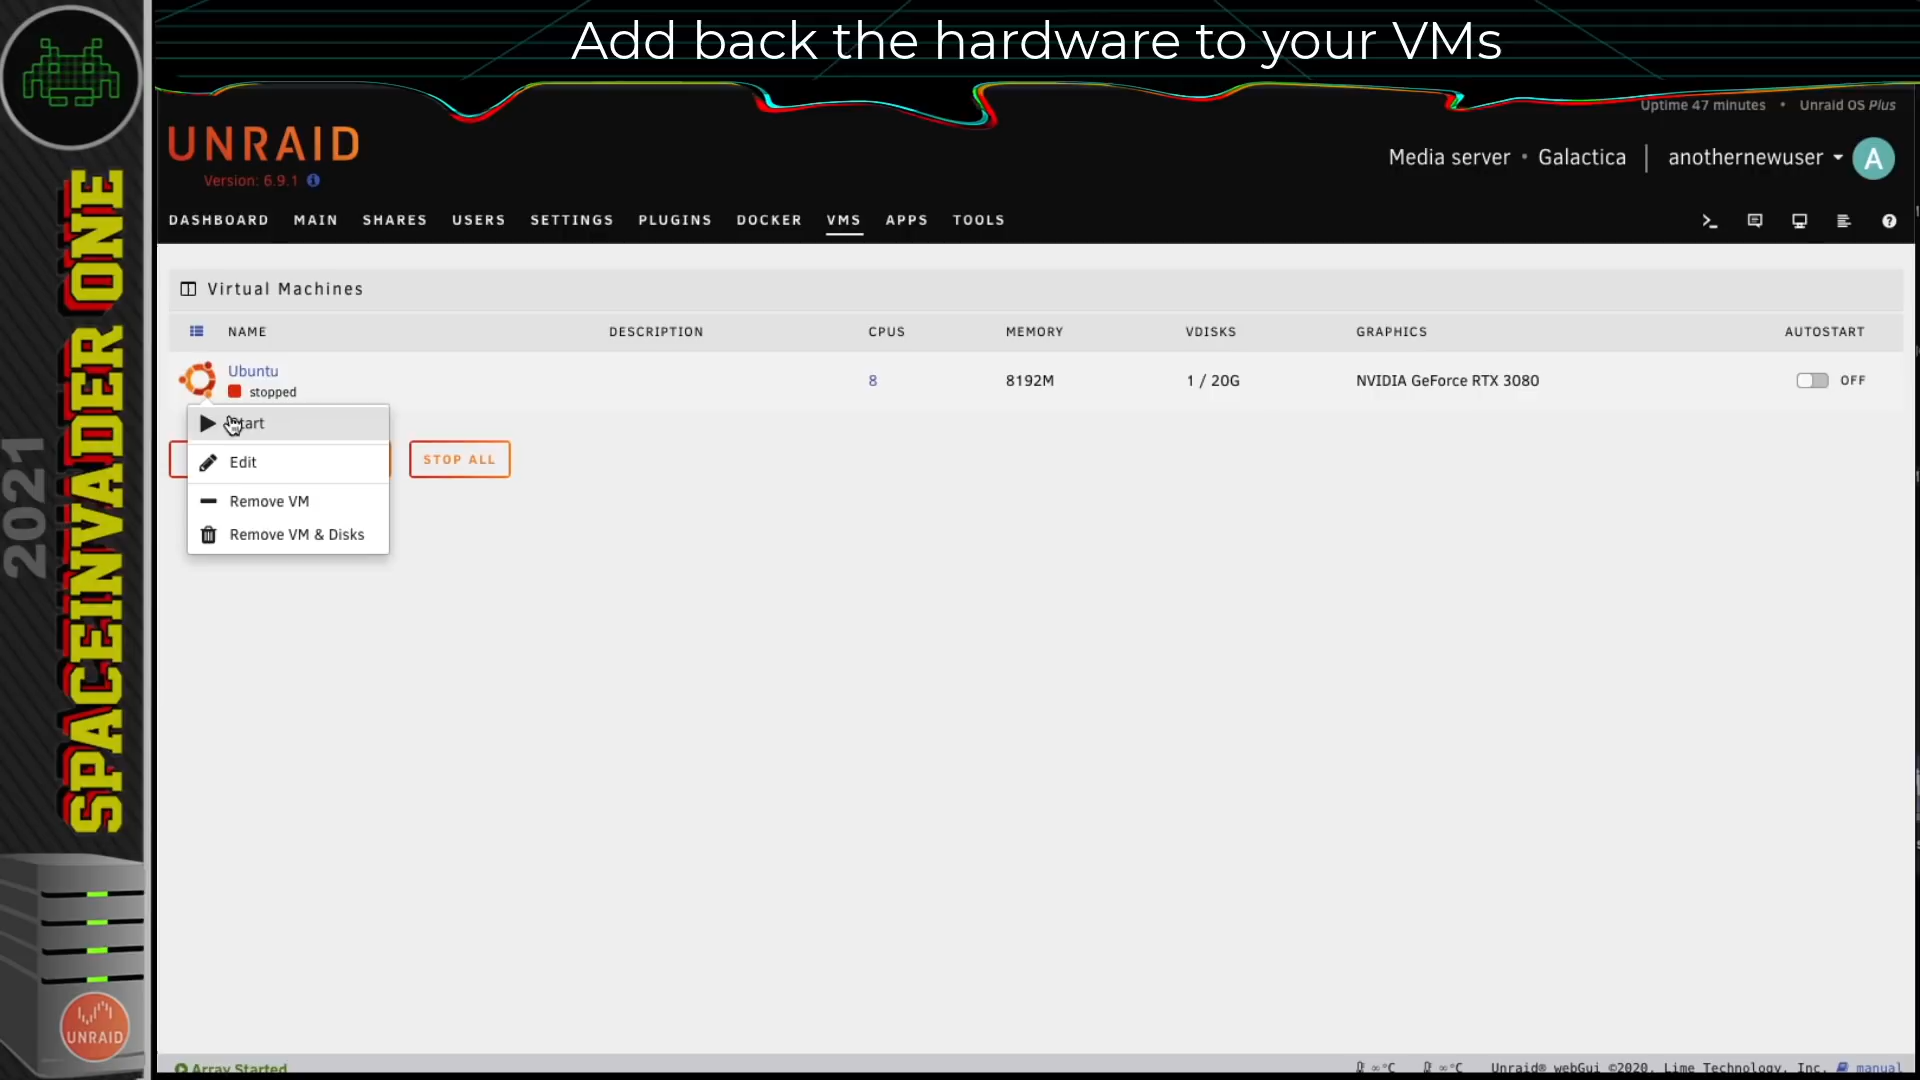 Add back the hardware to your VMs
Uptime 47 minutes • Unraid OS Plus
UNRAID
Version: 6.9.1
Media server • Galactica
anothernewuser
A
DASHBOARD MAIN SHARES USERS SETTINGS PLUGINS DOCKER VMS APPS TOOLS
Virtual Machines
NAME DESCRIPTION CPUS MEMORY VDISKS GRAPHICS AUTOSTART
Ubuntu
stopped
8 8192M 1 / 20G NVIDIA GeForce RTX 3080 OFF
Edit
STOP ALL
Remove VM
Remove VM & Disks
Array Started
∞°C ∞°C Unraid® webGui ©2020, Lime Technology, Inc. manual
2021
SPACEINVADER ONE
UNRAID